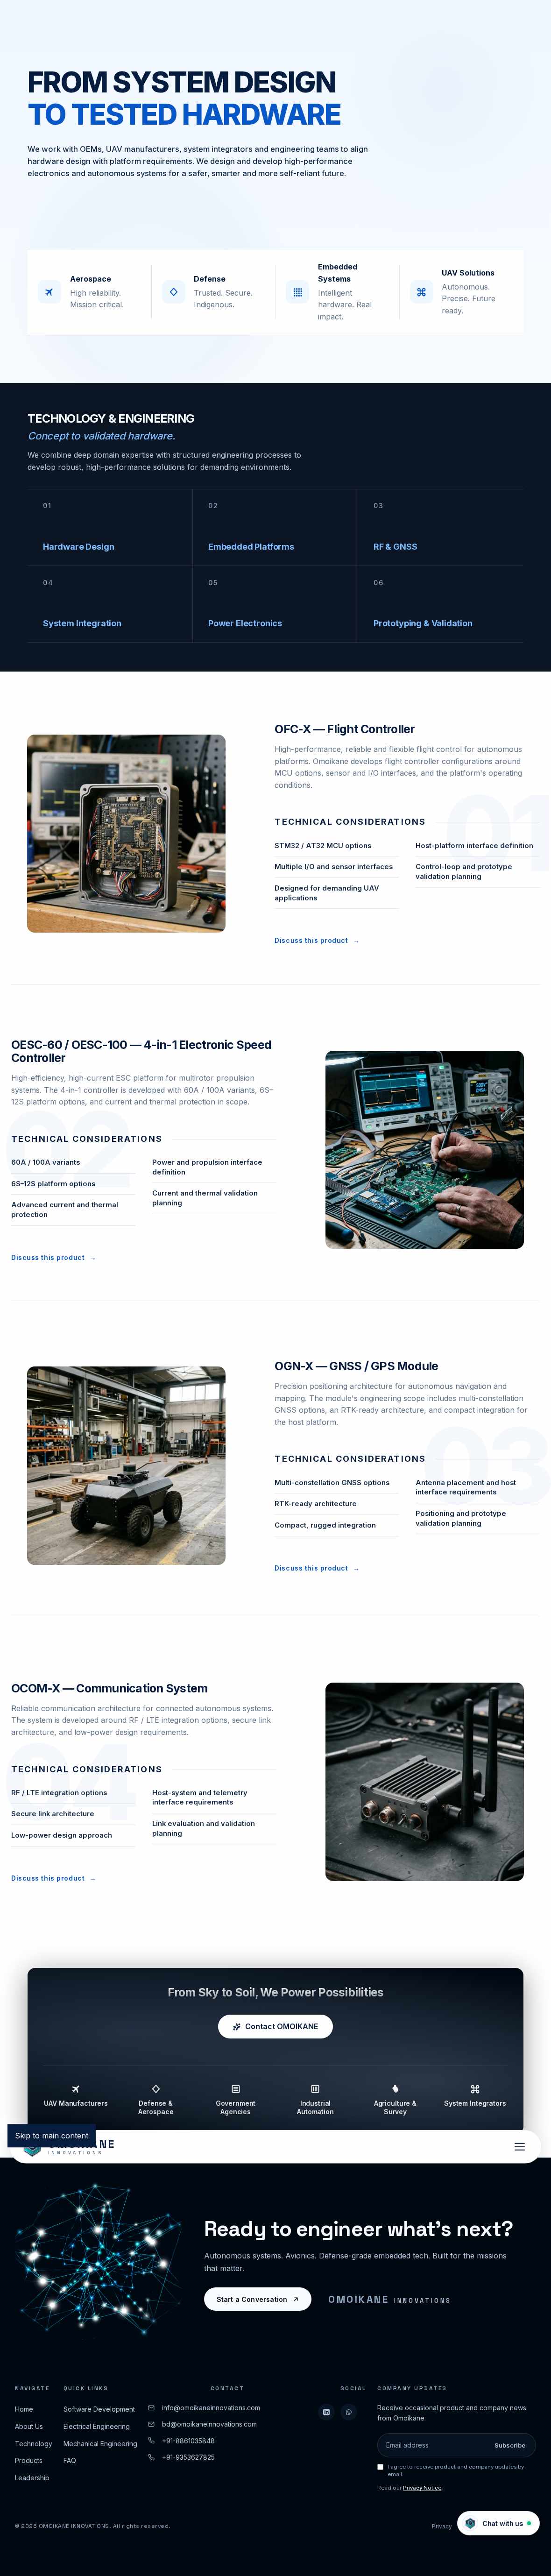 FROM SYSTEM DESIGN
TO TESTED HARDWARE
We work with OEMs, UAV manufacturers, system integrators and engineering teams to align
hardware design with platform requirements. We design and develop high-performance
electronics and autonomous systems for a safer, smarter and more self-reliant future.
Aerospace
High reliability.
Mission critical.
Defense
Trusted. Secure.
Indigenous.
Embedded
Systems
Intelligent
hardware. Real
impact.
UAV Solutions
Autonomous.
Precise. Future
ready.
TECHNOLOGY & ENGINEERING
Concept to validated hardware.
We combine deep domain expertise with structured engineering processes to
develop robust, high-performance solutions for demanding environments.
01
Hardware Design
02
Embedded Platforms
03
RF & GNSS
04
System Integration
05
Power Electronics
06
Prototyping & Validation
01
OFC-X — Flight Controller
High-performance, reliable and flexible flight control for autonomous
platforms. Omoikane develops flight controller configurations around
MCU options, sensor and I/O interfaces, and the platform's operating
conditions.
TECHNICAL CONSIDERATIONS
STM32 / AT32 MCU options
Multiple I/O and sensor interfaces
Designed for demanding UAV
applications
Host-platform interface definition
Control-loop and prototype
validation planning
Discuss this product →
02
OESC-60 / OESC-100 — 4-in-1 Electronic Speed
Controller
High-efficiency, high-current ESC platform for multirotor propulsion
systems. The 4-in-1 controller is developed with 60A / 100A variants, 6S–
12S platform options, and current and thermal protection in scope.
TECHNICAL CONSIDERATIONS
60A / 100A variants
6S–12S platform options
Advanced current and thermal
protection
Power and propulsion interface
definition
Current and thermal validation
planning
Discuss this product →
03
OGN-X — GNSS / GPS Module
Precision positioning architecture for autonomous navigation and
mapping. The module's engineering scope includes multi-constellation
GNSS options, an RTK-ready architecture, and compact integration for
the host platform.
TECHNICAL CONSIDERATIONS
Multi-constellation GNSS options
RTK-ready architecture
Compact, rugged integration
Antenna placement and host
interface requirements
Positioning and prototype
validation planning
Discuss this product →
04
OCOM-X — Communication System
Reliable communication architecture for connected autonomous systems.
The system is developed around RF / LTE integration options, secure link
architecture, and low-power design requirements.
TECHNICAL CONSIDERATIONS
RF / LTE integration options
Secure link architecture
Low-power design approach
Host-system and telemetry
interface requirements
Link evaluation and validation
planning
Discuss this product →
From Sky to Soil, We Power Possibilities
Contact OMOIKANE
UAV Manufacturers
Defense &
Aerospace
Government
Agencies
Industrial
Automation
Agriculture &
Survey
System Integrators
Skip to main content
OMOIKANE
INNOVATIONS
Ready to engineer what's next?
Autonomous systems. Avionics. Defense-grade embedded tech. Built for the missions
that matter.
Start a Conversation ↗
OMOIKANE INNOVATIONS
NAVIGATE
Home
About Us
Technology
Products
Leadership
QUICK LINKS
Software Development
Electrical Engineering
Mechanical Engineering
FAQ
CONTACT
info@omoikaneinnovations.com
bd@omoikaneinnovations.com
+91-8861035848
+91-9353627825
SOCIAL
COMPANY UPDATES
Receive occasional product and company news
from Omoikane.
Email address
Subscribe
I agree to receive product and company updates by
email.
Read our Privacy Notice.
© 2026 OMOIKANE INNOVATIONS. All rights reserved.
Privacy
Chat with us